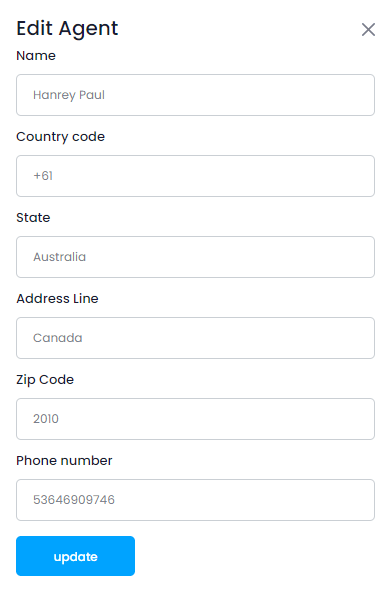 Edit Agent
Name
Hanrey Paul
Country code
+61
State
Australia
Address Line
Canada
Zip Code
2010
Phone number
53646909746
update